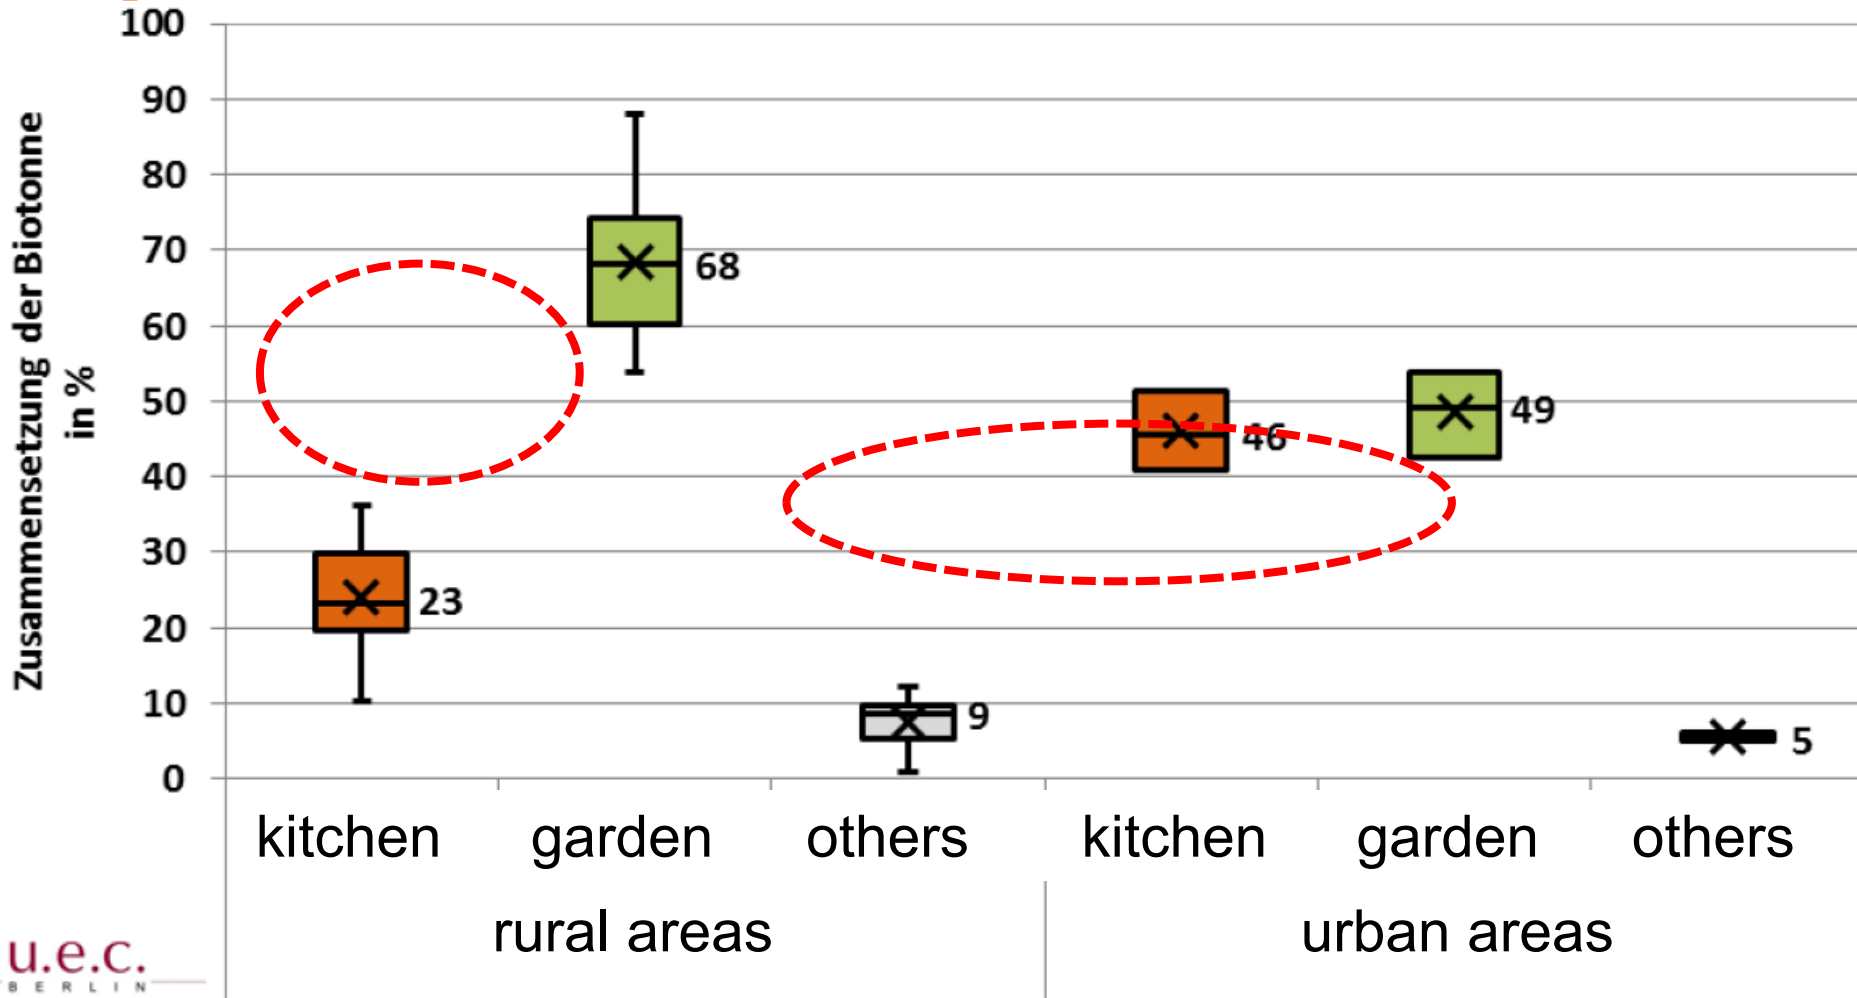 100
90
80
70
60
50
40
30
20
10
0
Zusammensetzung der Biotonne
in %
23
68
9
46
49
5
kitchen garden others kitchen garden others
rural areas urban areas
u.e.c.
BERLIN